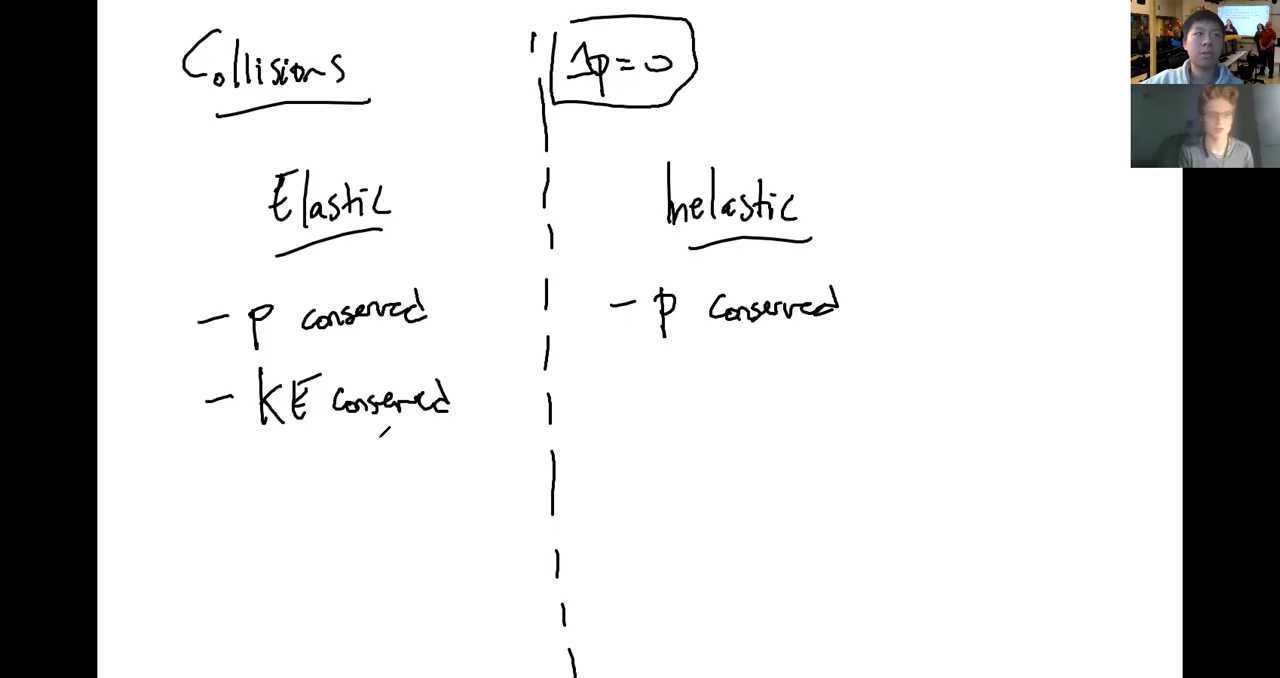 Collisions
Δp = 0
Elastic
- p conserved
- KE conserved
Inelastic
- p conserved